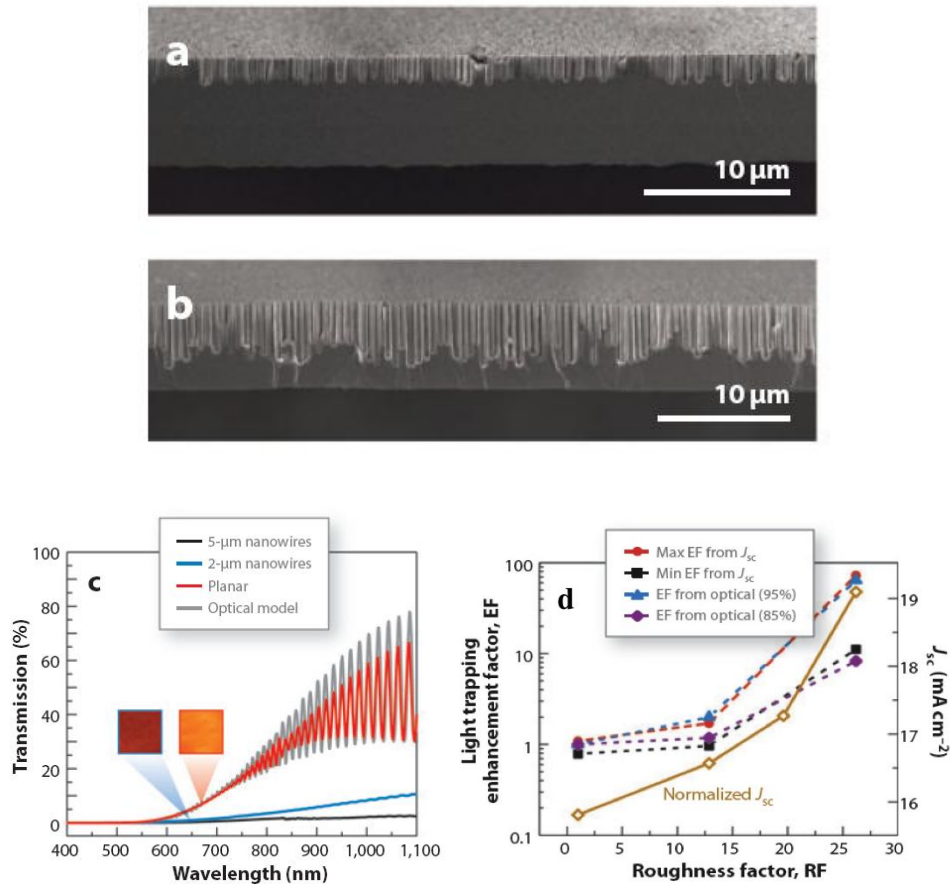 a
10 μm
b
10 μm
5-μm nanowires
2-μm nanowires
Planar
Optical model
c
Transmission (%)
100
80
60
40
20
0
400 500 600 700 800 900 1,000 1,100
Wavelength (nm)
Max EF from Jsc
Min EF from Jsc
EF from optical (95%)
EF from optical (85%)
d
Light trapping
enhancement factor, EF
100
10
1
0.1
Normalized Jsc
19
18
17
16
Jsc (mA cm–2)
0 5 10 15 20 25 30
Roughness factor, RF